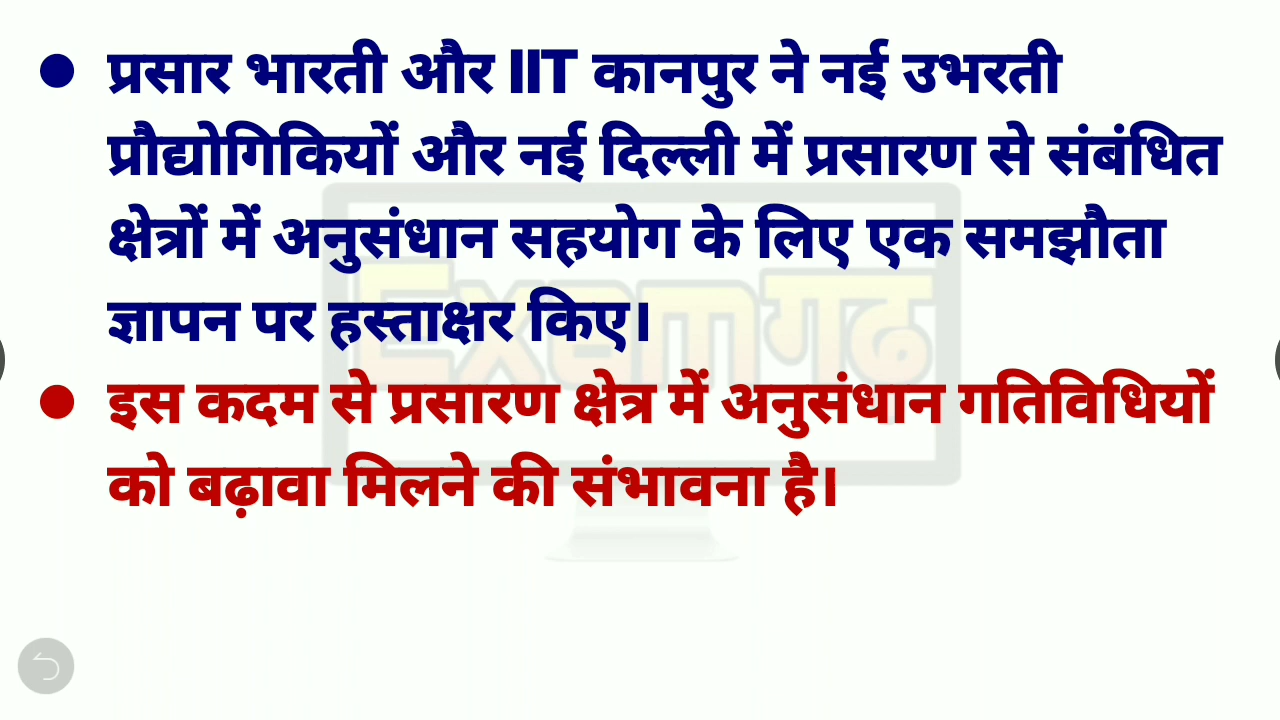 ● प्रसार भारती और IIT कानपुर ने नई उभरती
प्रौद्योगिकियों और नई दिल्ली में प्रसारण से संबंधित
क्षेत्रों में अनुसंधान सहयोग के लिए एक समझौता
ज्ञापन पर हस्ताक्षर किए।
● इस कदम से प्रसारण क्षेत्र में अनुसंधान गतिविधियों
को बढ़ावा मिलने की संभावना है।
Examगढ़